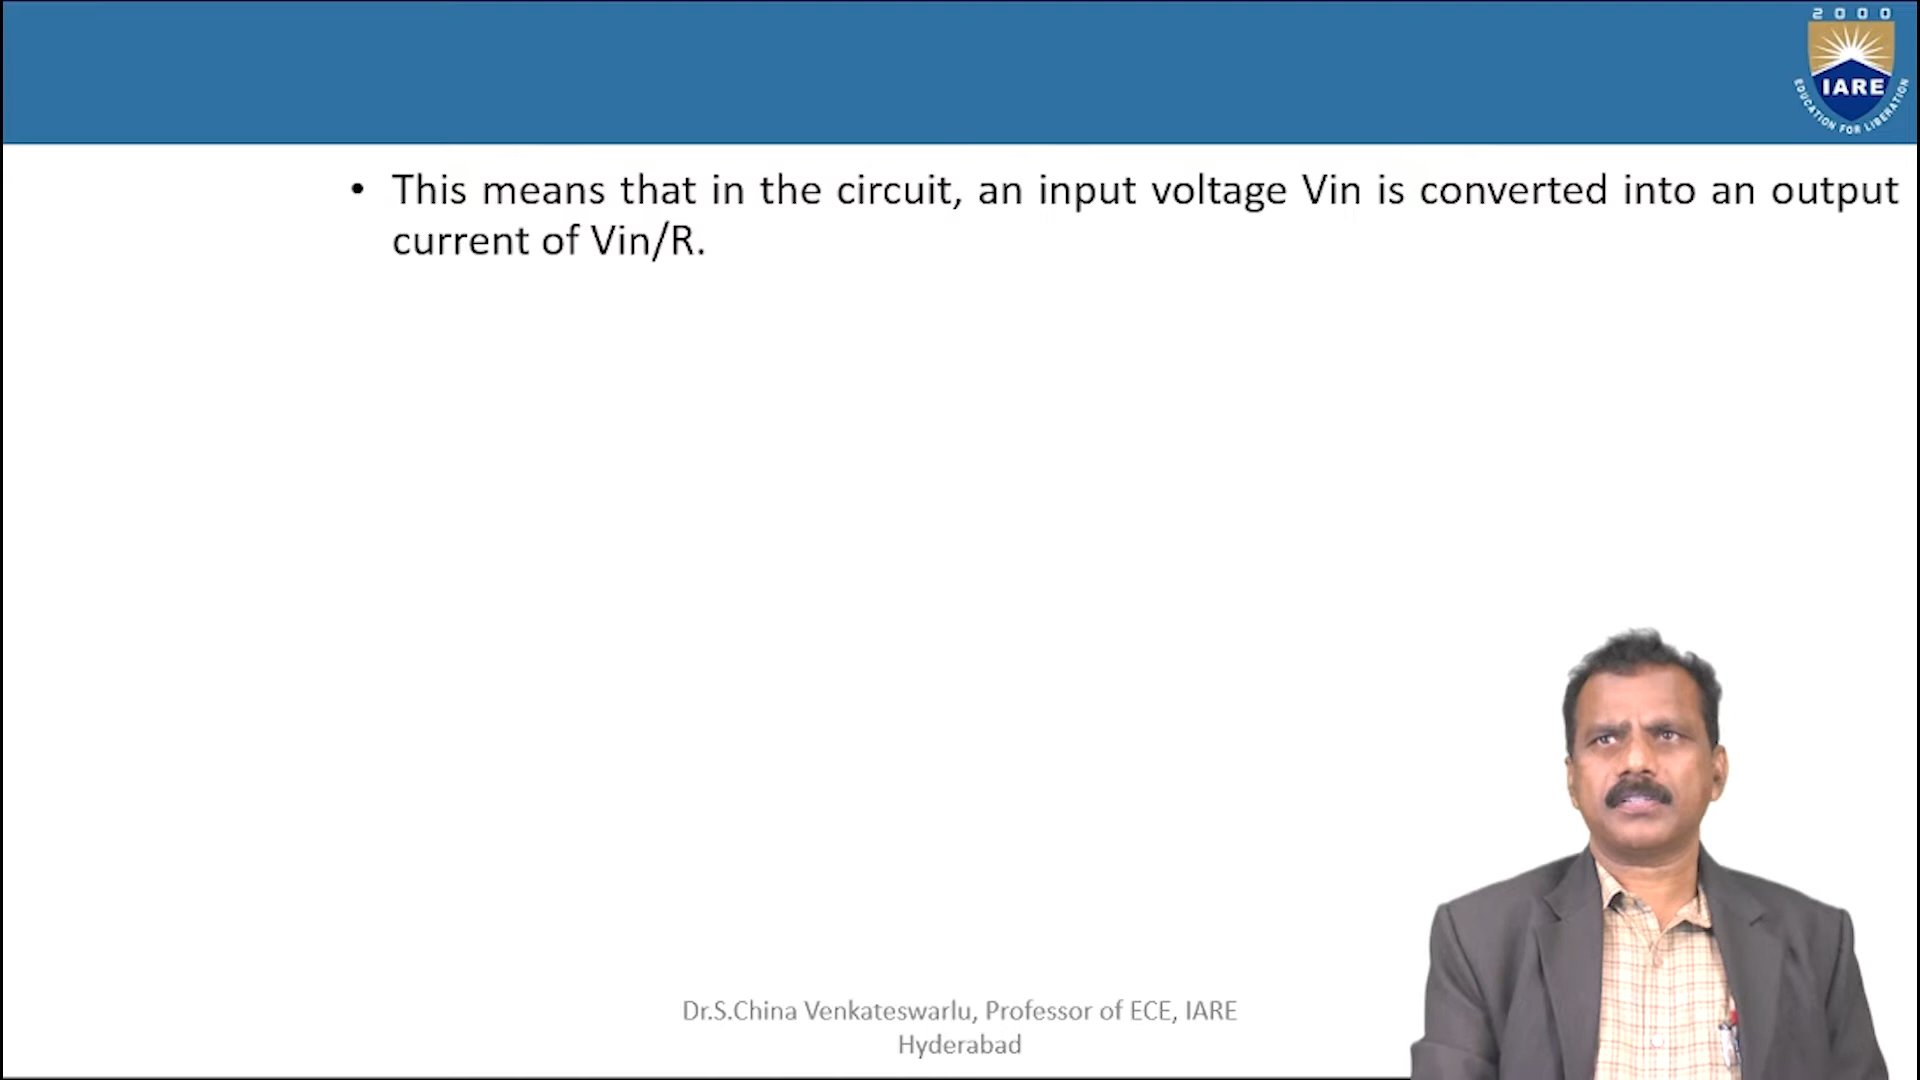 2000
IARE
EDUCATION FOR LIBERATION
• This means that in the circuit, an input voltage Vin is converted into an output
current of Vin/R.
Dr.S.China Venkateswarlu, Professor of ECE, IARE
Hyderabad